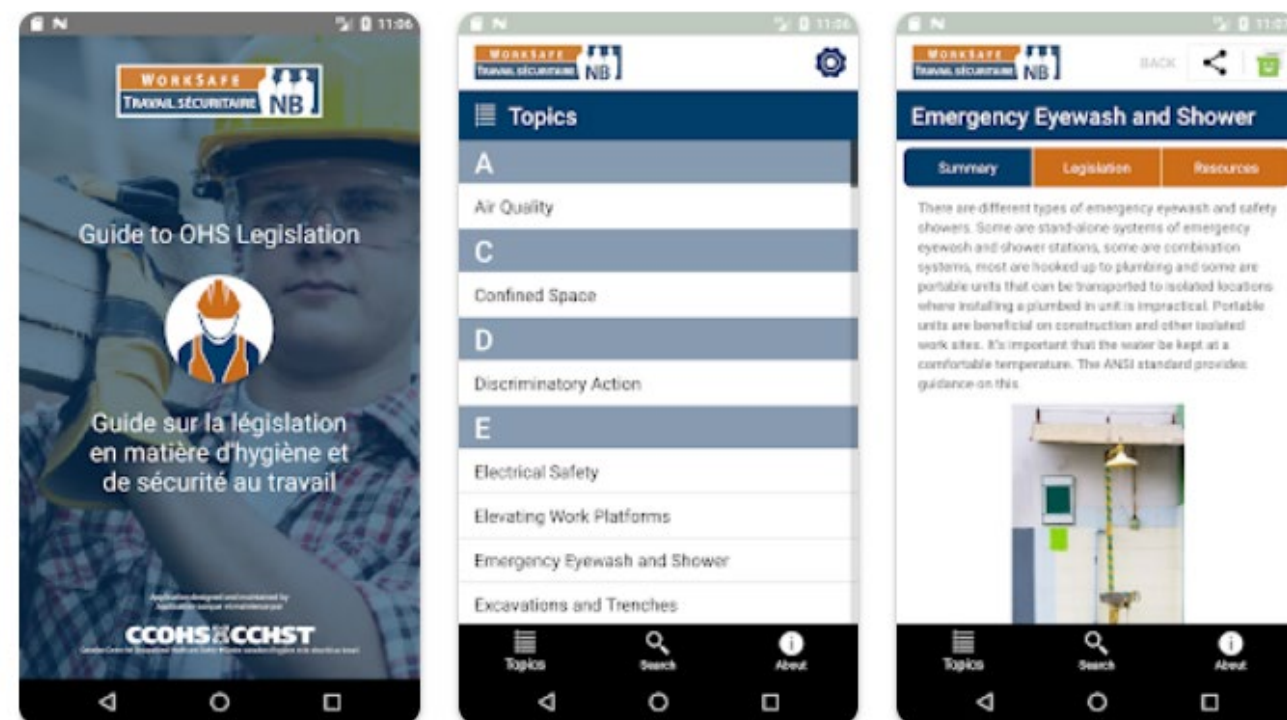 11:06
WORKSAFE
TRAVAIL SÉCURITAIRE NB
Guide to OHS Legislation
Guide sur la législation
en matière d'hygiène et
de sécurité au travail
Application designed and maintained by
CCOHS CCHST
11:06
WORKSAFE
TRAVAIL SÉCURITAIRE NB
Topics
A
Air Quality
C
Confined Space
D
Discriminatory Action
E
Electrical Safety
Elevating Work Platforms
Emergency Eyewash and Shower
Excavations and Trenches
Topics Search About
WORKSAFE
TRAVAIL SÉCURITAIRE NB
BACK
Emergency Eyewash and Shower
Summary Legislation Resources
There are different types of emergency eyewash and safety
showers. Some are stand-alone systems of emergency
eyewash and shower stations, some are combination
systems, most are hooked up to plumbing and some are
portable units that can be transported to isolated locations
where installing a plumbed in unit is impractical. Portable
units are beneficial on construction and other isolated
work sites. It's important that the water be kept at a
comfortable temperature. The ANSI standard provides
guidance on this
Topics Search About